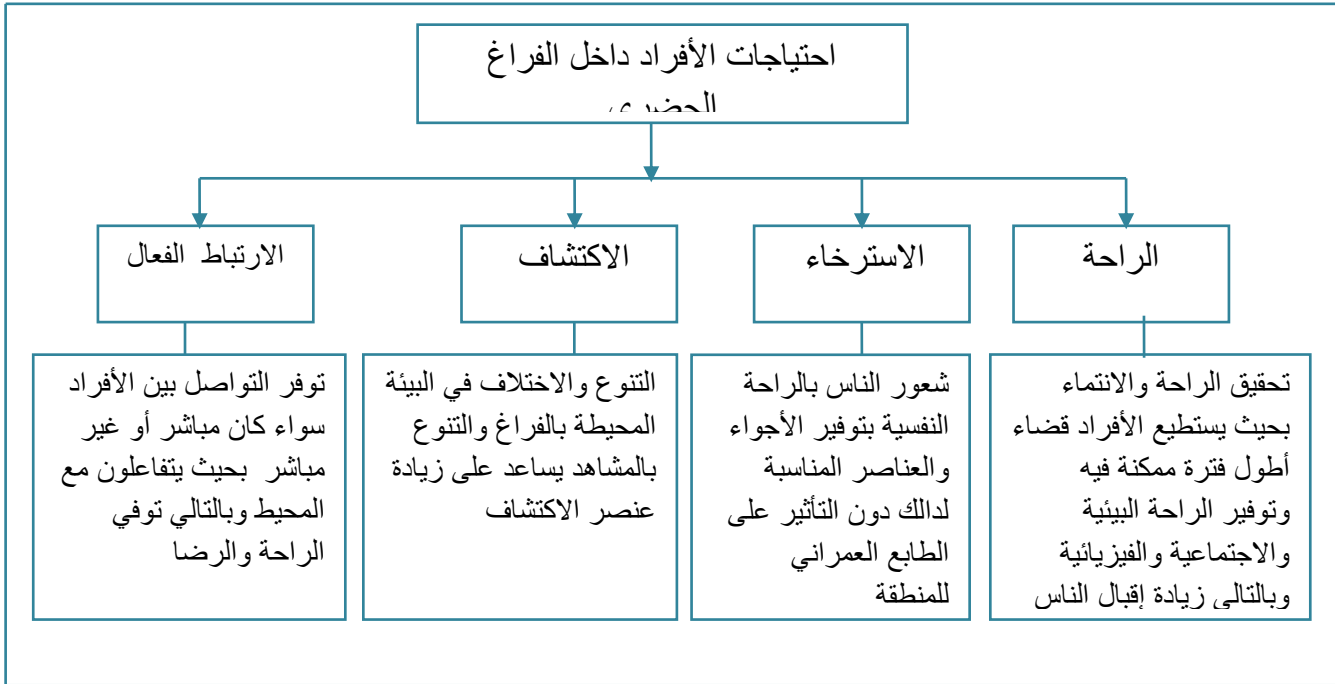 احتياجات الأفراد داخل الفراغ
الحضري
الراحة
الاسترخاء
الاكتشاف
الارتباط الفعال
تحقيق الراحة والانتماء
بحيث يستطيع الأفراد قضاء
أطول فترة ممكنة فيه
وتوفير الراحة البيئية
والاجتماعية والفيزيائية
وبالتالي زيادة إقبال الناس
شعور الناس بالراحة
النفسية بتوفير الأجواء
والعناصر المناسبة
لدالك دون التأثير على
الطابع العمراني
للمنطقة
التنوع والاختلاف في البيئة
المحيطة بالفراغ والتنوع
بالمشاهد يساعد على زيادة
عنصر الاكتشاف
توفر التواصل بين الأفراد
سواء كان مباشر أو غير
مباشر بحيث يتفاعلون مع
المحيط وبالتالي توفي
الراحة والرضا